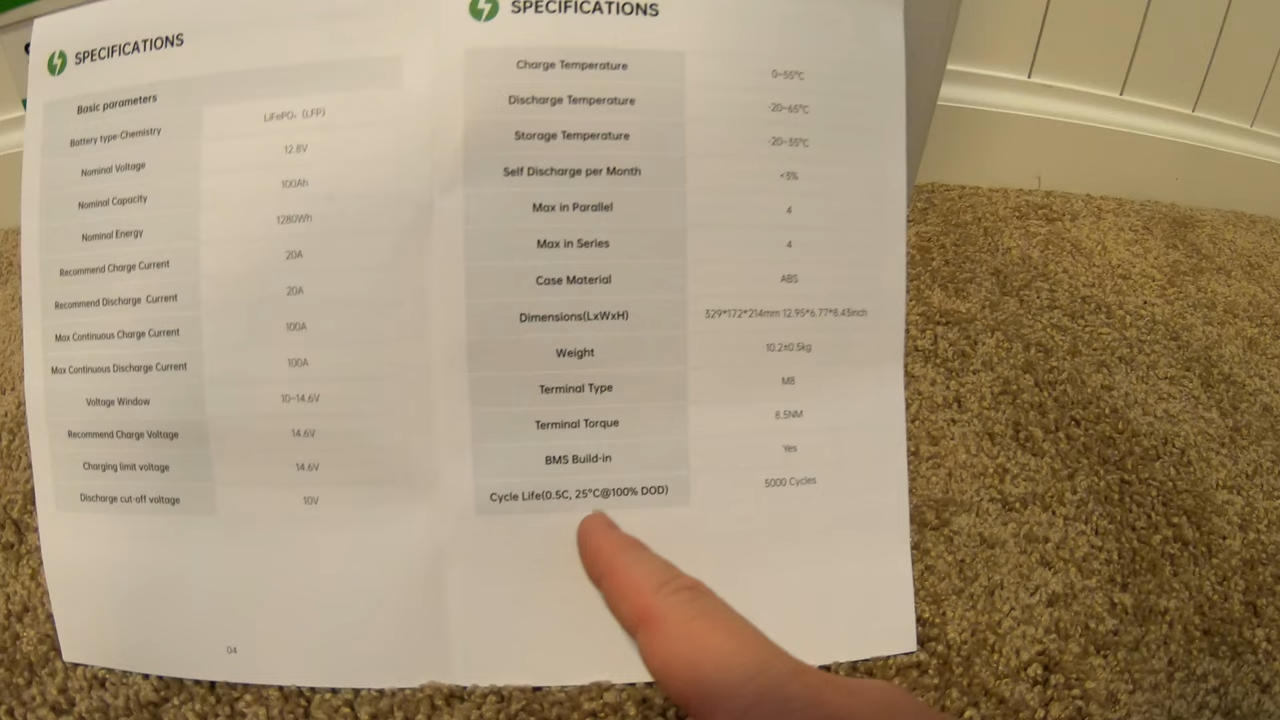 SPECIFICATIONS
Basic parameters
Battery type-Chemistry LiFePO₄ (LFP)
Nominal Voltage 12.8V
Nominal Capacity 100Ah
Nominal Energy 1280Wh
Recommend Charge Current 20A
Recommend Discharge Current 20A
Max Continuous Charge Current 100A
Max Continuous Discharge Current 100A
Voltage Window 10~14.6V
Recommend Charge Voltage 14.6V
Charging limit voltage 14.6V
Discharge cut-off voltage 10V
04
SPECIFICATIONS
Charge Temperature 0~55°C
Discharge Temperature -20~65°C
Storage Temperature -20~35°C
Self Discharge per Month <3%
Max in Parallel 4
Max in Series 4
Case Material ABS
Dimensions(LxWxH) 329*172*214mm 12.95*6.77*8.43inch
Weight 10.2±0.5kg
Terminal Type M8
Terminal Torque 8.5NM
BMS Build-in Yes
Cycle Life(0.5C, 25°C@100% DOD) 5000 Cycles